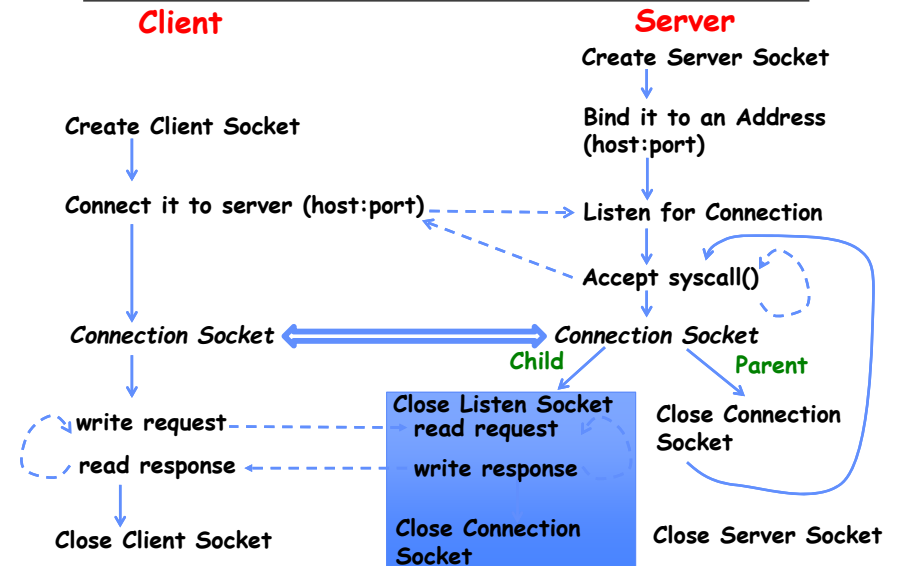 Client
Server
Create Server Socket
Create Client Socket
Bind it to an Address
(host:port)
Connect it to server (host:port)
Listen for Connection
Accept syscall()
Connection Socket
Connection Socket
Child
Parent
Close Listen Socket
write request
read request
Close Connection
Socket
read response
write response
Close Client Socket
Close Connection
Socket
Close Server Socket